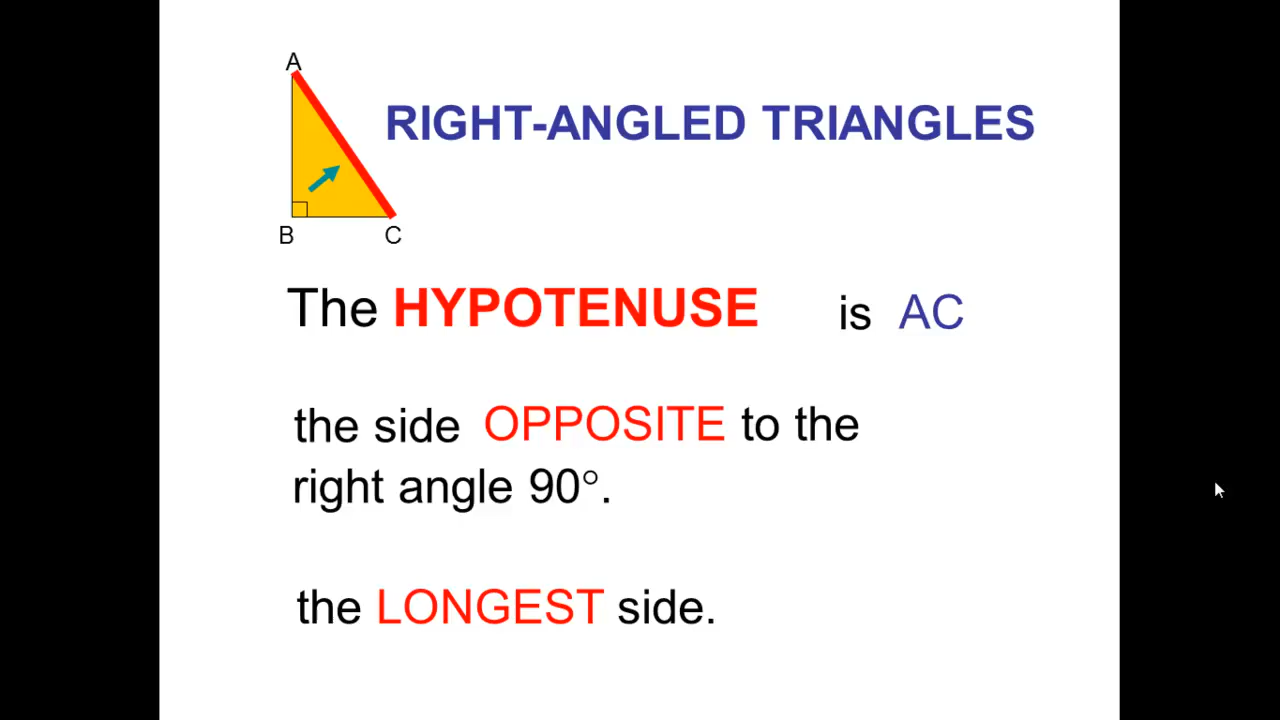 A
RIGHT-ANGLED TRIANGLES
B C
The HYPOTENUSE is AC
the side OPPOSITE to the
right angle 90°.
the LONGEST side.